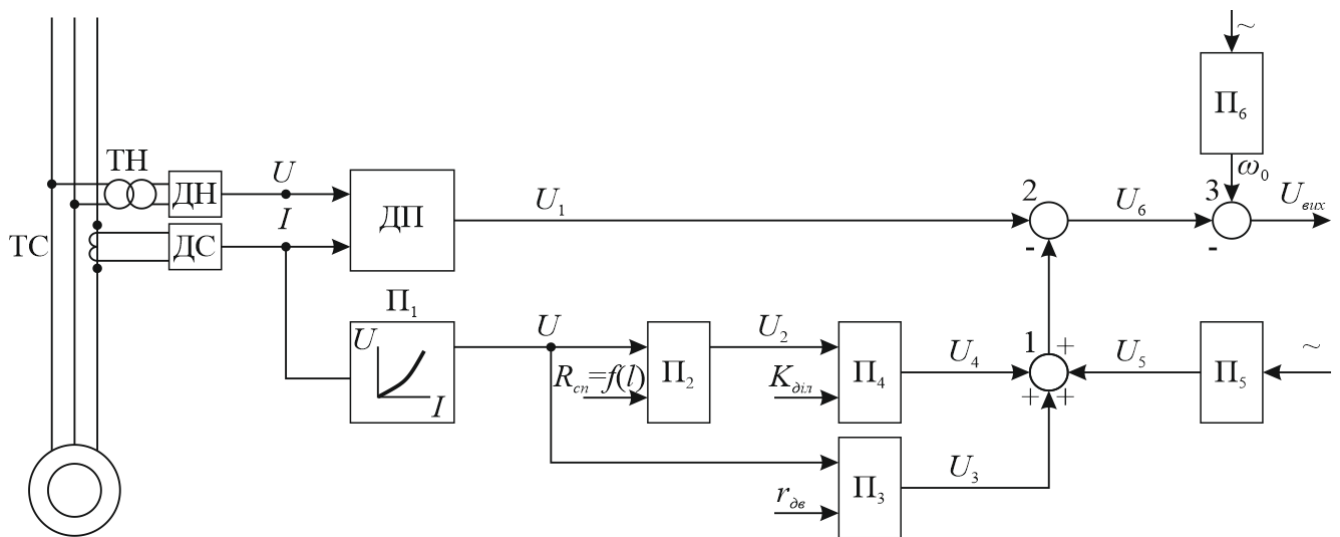 ~
П₆
ω₀
ТН
ДН
U
I
ДП
U₁
2
-
U₆
3
-
Uвих
ТС
ДС
П₁
U
I
U
Rсп=f(l)
П₂
U₂
Kділ
П₄
U₄
1
+
+
+
U₅
П₅
~
rдв
П₃
U₃